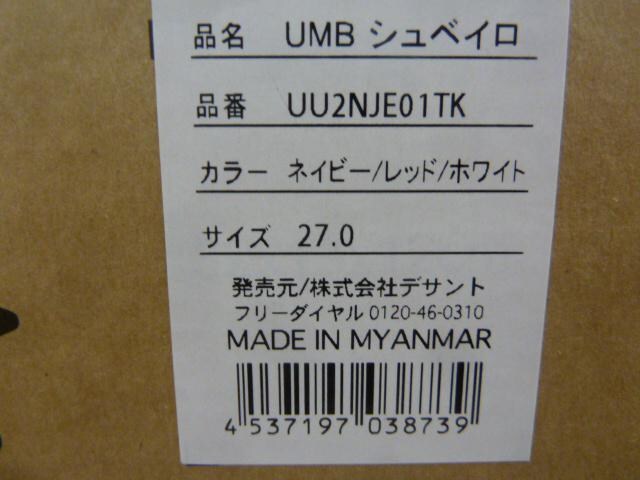 品名 UMB シュベイロ
品番 UU2NJE01TK
カラー ネイビー/レッド/ホワイト
サイズ 27.0
発売元/株式会社デサント
フリーダイヤル 0120-46-0310
MADE IN MYANMAR
4 537197 038739